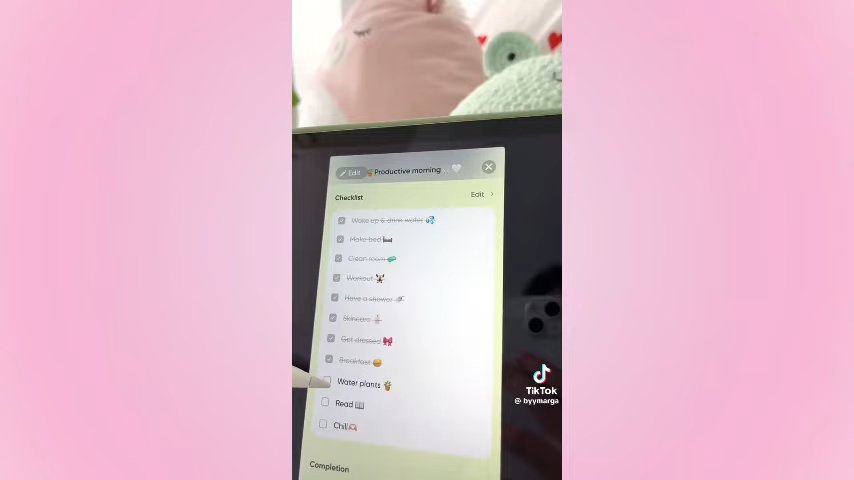 Edit
Productive morning
Checklist
Edit >
Wake up & drink water
Make bed
Clean room
Workout
Have a shower
Skincare
Get dressed
Breakfast
Water plants
Read
Chill
Completion
TikTok
@ byymarga